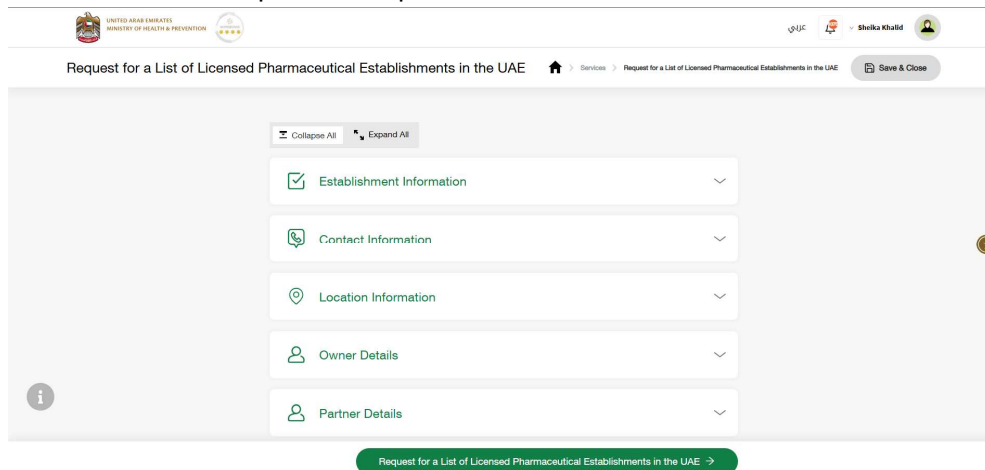 UNITED ARAB EMIRATES
MINISTRY OF HEALTH & PREVENTION
عربي
Sheika Khalid
Request for a List of Licensed Pharmaceutical Establishments in the UAE
> Services > Request for a List of Licensed Pharmaceutical Establishments in the UAE
Save & Close
Collapse All
Expand All
Establishment Information
Contact Information
Location Information
Owner Details
Partner Details
Request for a List of Licensed Pharmaceutical Establishments in the UAE →